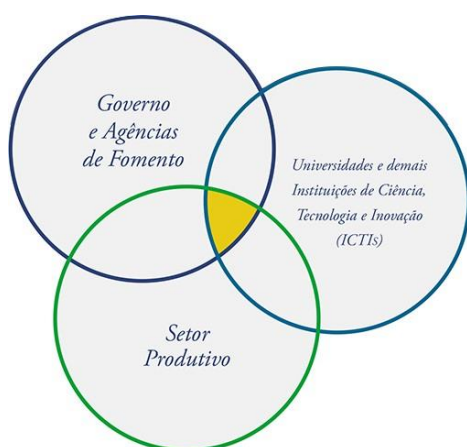 Governo
e Agências
de Fomento
Universidades e demais
Instituições de Ciência,
Tecnologia e Inovação
(ICTIs)
Setor
Produtivo